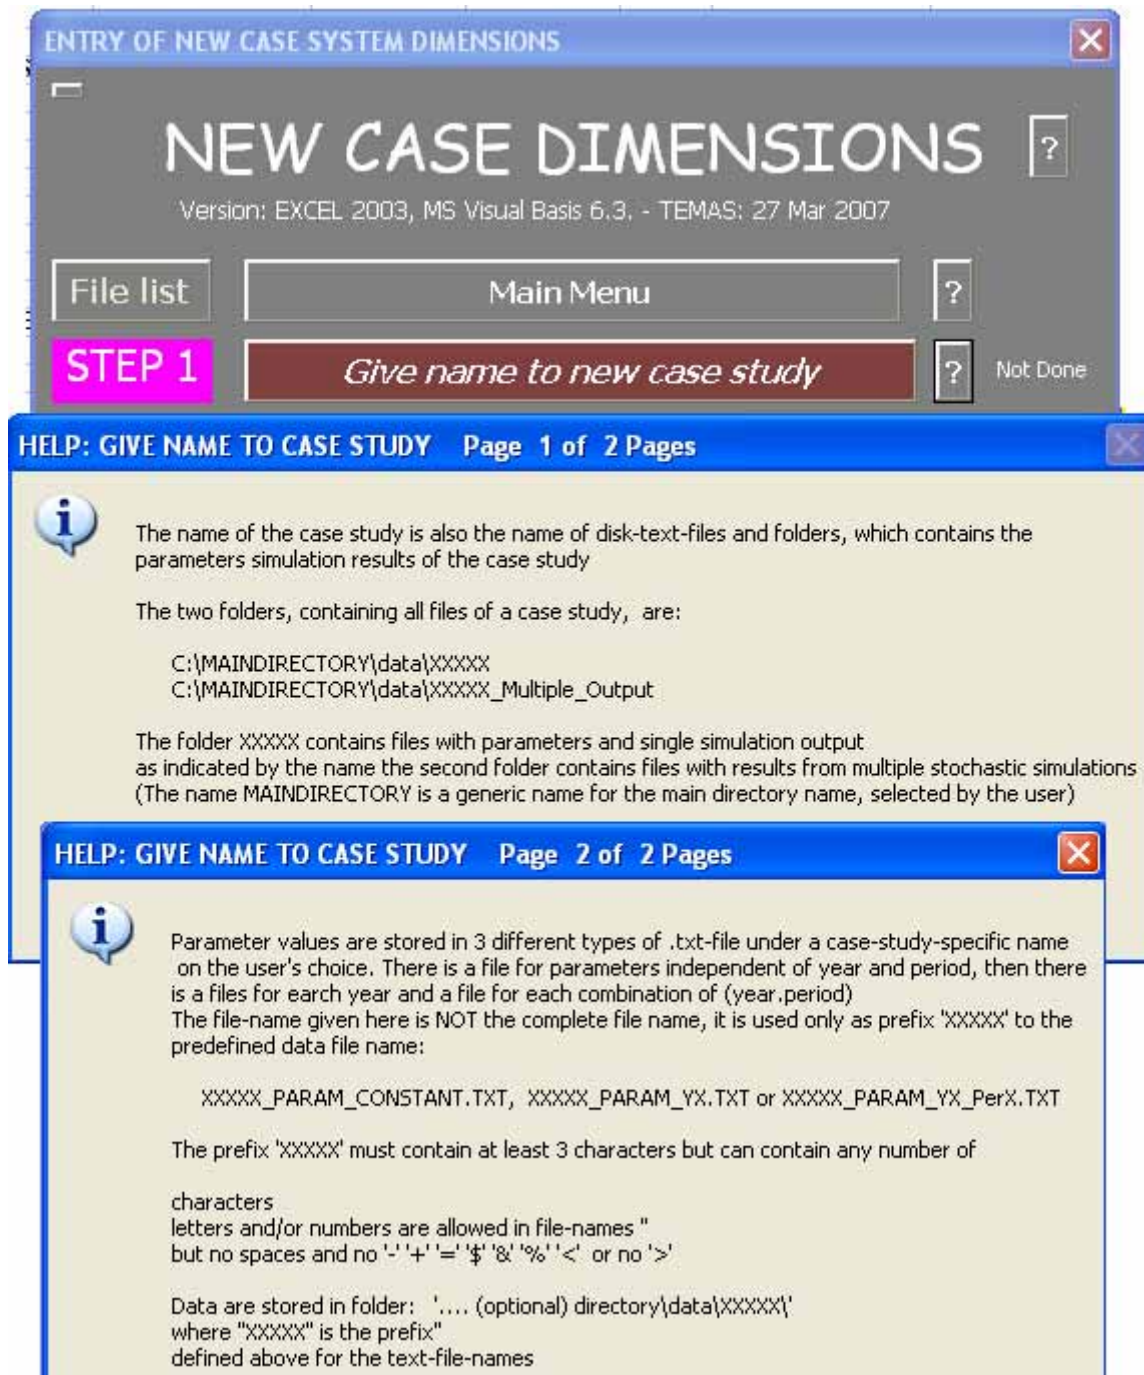 ENTRY OF NEW CASE SYSTEM DIMENSIONS
NEW CASE DIMENSIONS ?
Version: EXCEL 2003, MS Visual Basis 6.3. - TEMAS: 27 Mar 2007
File list Main Menu ?
STEP 1 Give name to new case study ? Not Done
HELP: GIVE NAME TO CASE STUDY Page 1 of 2 Pages
The name of the case study is also the name of disk-text-files and folders, which contains the
parameters simulation results of the case study
The two folders, containing all files of a case study, are:
C:\MAINDIRECTORY\data\XXXXX
C:\MAINDIRECTORY\data\XXXXX_Multiple_Output
The folder XXXXX contains files with parameters and single simulation output
as indicated by the name the second folder contains files with results from multiple stochastic simulations
(The name MAINDIRECTORY is a generic name for the main directory name, selected by the user)
HELP: GIVE NAME TO CASE STUDY Page 2 of 2 Pages
Parameter values are stored in 3 different types of .txt-file under a case-study-specific name
on the user's choice. There is a file for parameters independent of year and period, then there
is a files for earch year and a file for each combination of (year.period)
The file-name given here is NOT the complete file name, it is used only as prefix 'XXXXX' to the
predefined data file name:
XXXXX_PARAM_CONSTANT.TXT, XXXXX_PARAM_YX.TXT or XXXXX_PARAM_YX_PerX.TXT
The prefix 'XXXXX' must contain at least 3 characters but can contain any number of
characters
letters and/or numbers are allowed in file-names "
but no spaces and no '-' '+' '=' '$' '&' '%' '<' or no '>'
Data are stored in folder: '.... (optional) directory\data\XXXXX\'
where "XXXXX" is the prefix"
defined above for the text-file-names